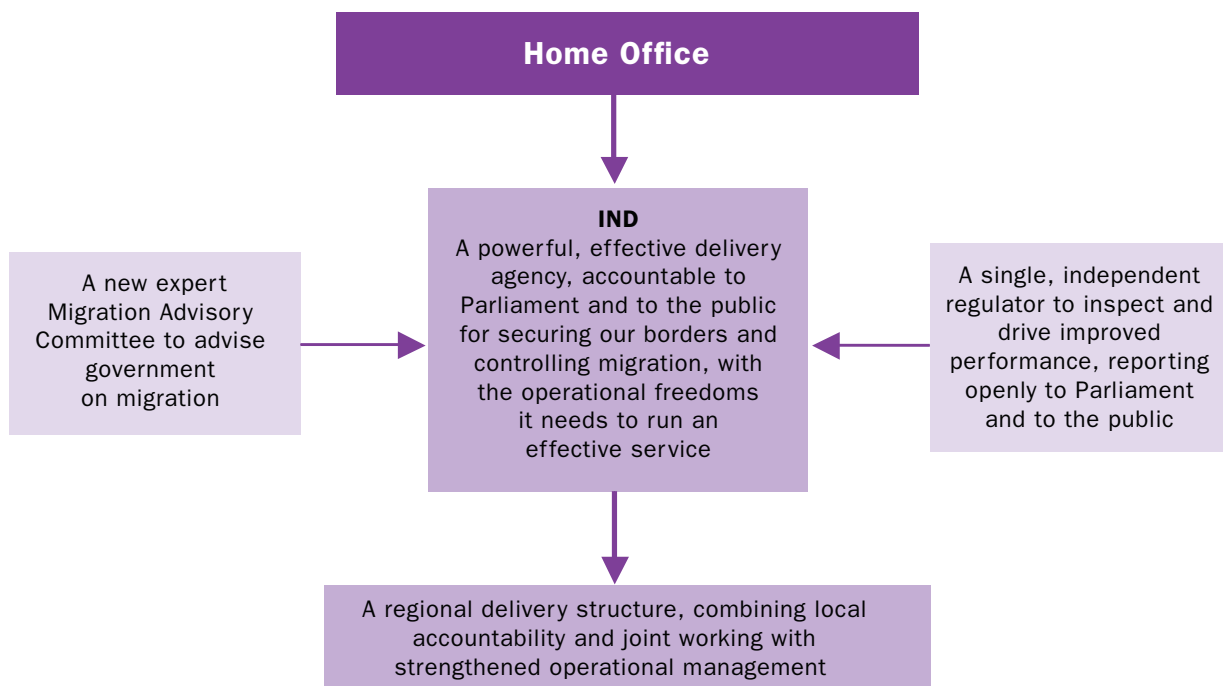 Home Office
IND
A powerful, effective delivery
agency, accountable to
Parliament and to the public
for securing our borders and
controlling migration, with
the operational freedoms
it needs to run an
effective service
A new expert
Migration Advisory
Committee to advise
government
on migration
A single, independent
regulator to inspect and
drive improved
performance, reporting
openly to Parliament
and to the public
A regional delivery structure, combining local
accountability and joint working with
strengthened operational management